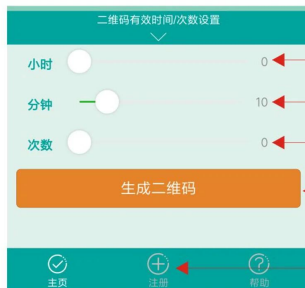 二维码有效时间/次数设置
小时 0
分钟 10
次数 0
生成二维码
主页 注册 帮助